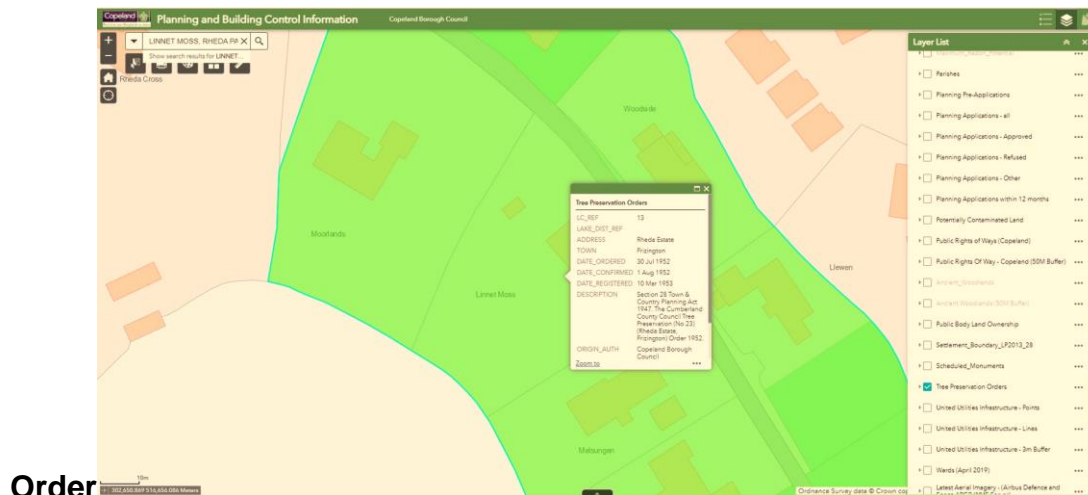 Copeland
Planning and Building Control Information
Copeland Borough Council
LINNET MOSS, RHEDA PA
Show search results for LINNET...
Rheda Cross
Woodside
Moorlands
Linnet Moss
Llewen
Tree Preservation Orders
LC_REF 13
LAKE_DIST_REF
ADDRESS Rheda Estate
TOWN Frizington
DATE_ORDERED 30 Jul 1952
DATE_CONFIRMED 1 Aug 1952
DATE_REGISTERED 10 Mar 1953
DESCRIPTION Section 28 Town &
Country Planning Act
1947; The Cumberland
County Council Tree
Preservation (No.23)
(Rheda Estate,
Frizington) Order 1952.
ORIGIN_AUTH Copeland Borough
Council
Zoom to
Layer List
Parishes
Planning Pre-Applications
Planning Applications - all
Planning Applications - Approved
Planning Applications - Refused
Planning Applications - Other
Planning Applications within 12 months
Potentially Contaminated Land
Public Rights of Ways (Copeland)
Public Rights Of Way - Copeland (50M Buffer)
Ancient_Woodlands
Ancient Woodlands (50M Buffer)
Public Body Land Ownership
Settlement_Boundary_LP2013_28
Scheduled_Monuments
Tree Preservation Orders
United Utilities Infrastructure - Points
United Utilities Infrastructure - Lines
United Utilities Infrastructure - 3m Buffer
Wards (April 2019)
Latest Aerial Imagery - (Airbus Defence and
10m
302,650.869 516,656.086 Meters
Ordnance Survey data © Crown cop
Order